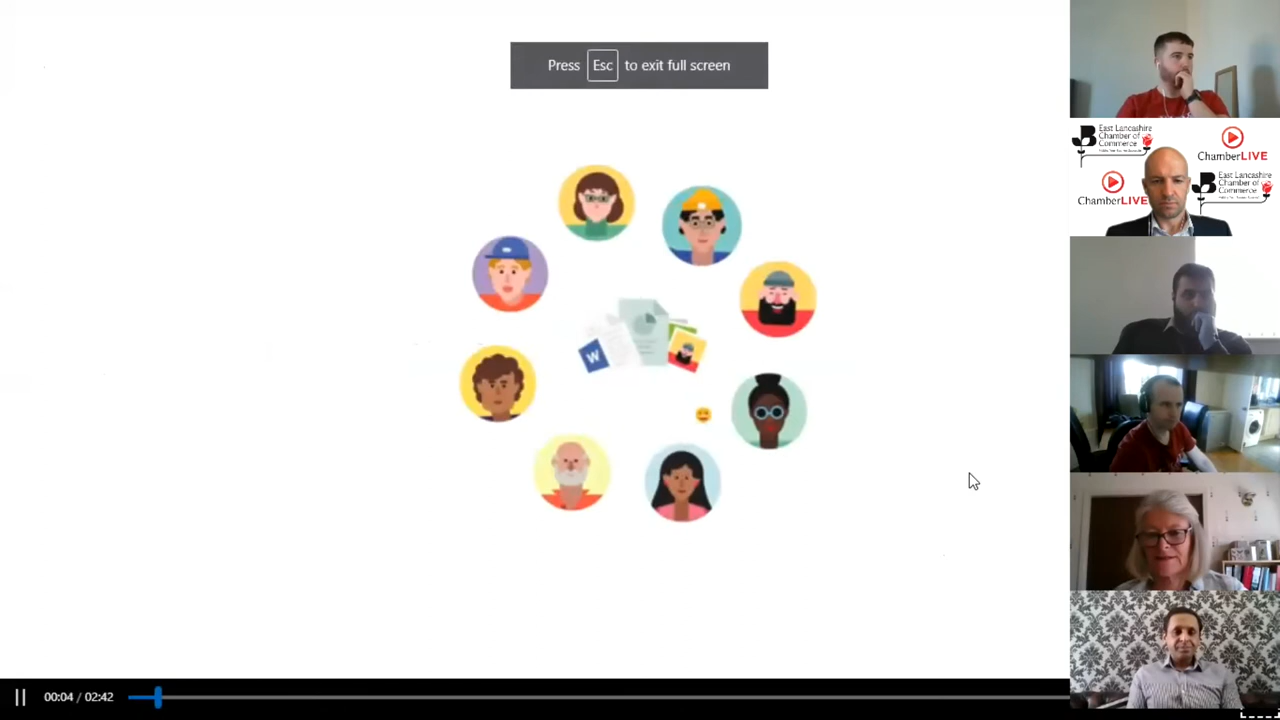 Press Esc to exit full screen
East Lancashire
Chamber of
Commerce
ChamberLIVE
ChamberLIVE
East Lancashire
Chamber of
Commerce
W
00:04 / 02:42